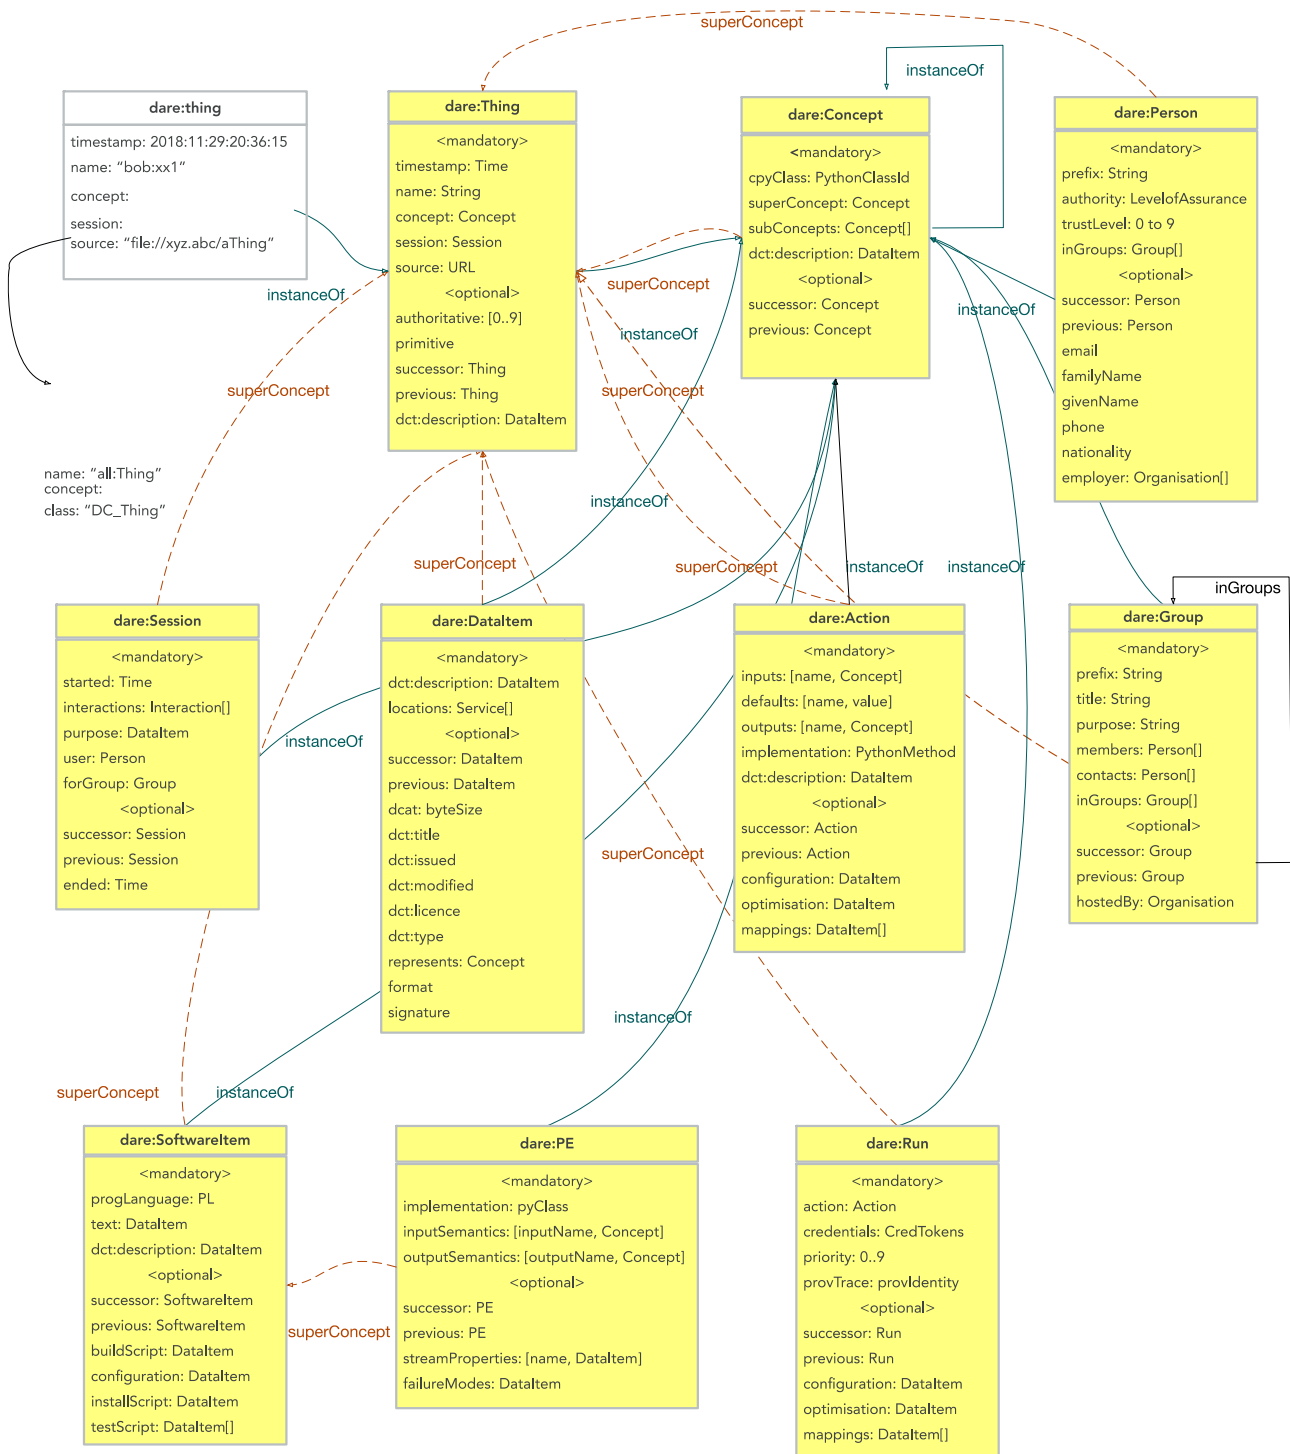 superConcept
instanceOf
dare:thing
timestamp: 2018:11:29:20:36:15
name: “bob:xx1”
concept:
session:
source: “file://xyz.abc/aThing”
instanceOf
dare:Thing
<mandatory>
timestamp: Time
name: String
concept: Concept
session: Session
source: URL
<optional>
authoritative: [0..9]
primitive
successor: Thing
previous: Thing
dct:description: DataItem
dare:Concept
<mandatory>
cpyClass: PythonClassId
superConcept: Concept
subConcepts: Concept[]
dct:description: DataItem
<optional>
successor: Concept
previous: Concept
dare:Person
<mandatory>
prefix: String
authority: LevelofAssurance
trustLevel: 0 to 9
inGroups: Group[]
<optional>
successor: Person
previous: Person
email
familyName
givenName
phone
nationality
employer: Organisation[]
superConcept
instanceOf
instanceOf
superConcept
superConcept
name: “all:Thing”
concept:
class: “DC_Thing”
instanceOf
superConcept
superConcept
instanceOf
instanceOf
inGroups
dare:Session
<mandatory>
started: Time
interactions: Interaction[]
purpose: DataItem
user: Person
forGroup: Group
<optional>
successor: Session
previous: Session
ended: Time
instanceOf
dare:DataItem
<mandatory>
dct:description: DataItem
locations: Service[]
<optional>
successor: DataItem
previous: DataItem
dcat: byteSize
dct:title
dct:issued
dct:modified
dct:licence
dct:type
represents: Concept
format
signature
superConcept
dare:Action
<mandatory>
inputs: [name, Concept]
defaults: [name, value]
outputs: [name, Concept]
implementation: PythonMethod
dct:description: DataItem
<optional>
successor: Action
previous: Action
configuration: DataItem
optimisation: DataItem
mappings: DataItem[]
dare:Group
<mandatory>
prefix: String
title: String
purpose: String
members: Person[]
contacts: Person[]
inGroups: Group[]
<optional>
successor: Group
previous: Group
hostedBy: Organisation
instanceOf
superConcept
instanceOf
dare:SoftwareItem
<mandatory>
progLanguage: PL
text: DataItem
dct:description: DataItem
<optional>
successor: SoftwareItem
previous: SoftwareItem
buildScript: DataItem
configuration: DataItem
installScript: DataItem
testScript: DataItem[]
superConcept
dare:PE
<mandatory>
implementation: pyClass
inputSemantics: [inputName, Concept]
outputSemantics: [outputName, Concept]
<optional>
successor: PE
previous: PE
streamProperties: [name, DataItem]
failureModes: DataItem
dare:Run
<mandatory>
action: Action
credentials: CredTokens
priority: 0..9
provTrace: provIdentity
<optional>
successor: Run
previous: Run
configuration: DataItem
optimisation: DataItem
mappings: DataItem[]